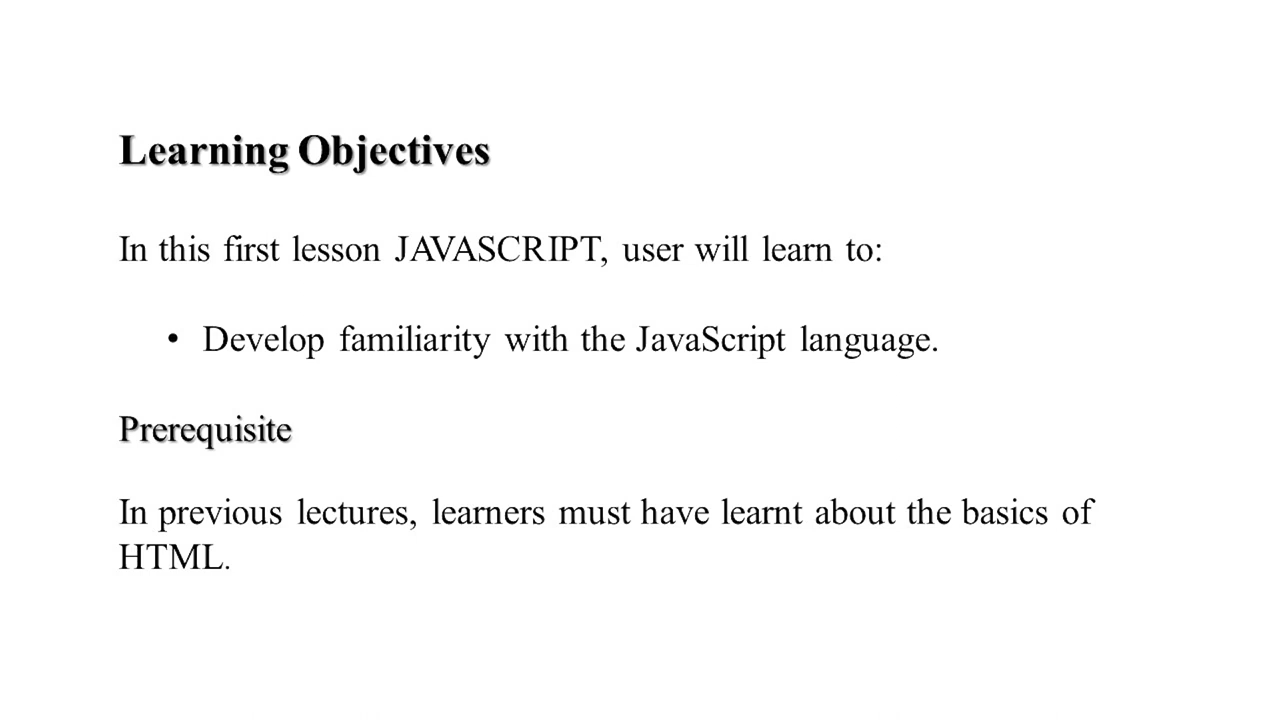 Learning Objectives
In this first lesson JAVASCRIPT, user will learn to:
• Develop familiarity with the JavaScript language.
Prerequisite
In previous lectures, learners must have learnt about the basics of
HTML.